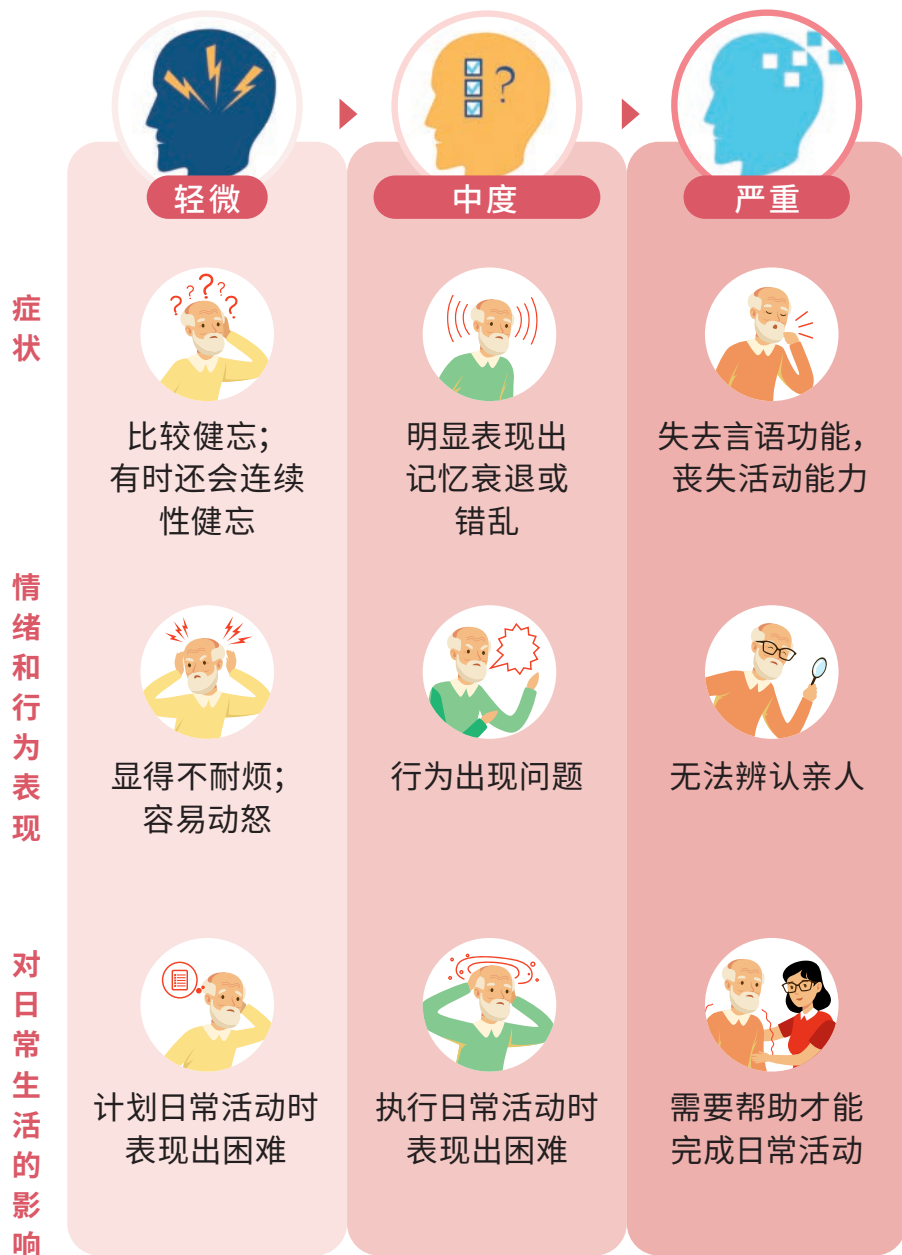 轻微
中度
严重
症状
比较健忘；
有时还会连续
性健忘
明显表现出
记忆衰退或
错乱
失去言语功能，
丧失活动能力
情绪和行为表现
显得不耐烦；
容易动怒
行为出现问题
无法辨认亲人
对日常生活的影响
计划日常活动时
表现出困难
执行日常活动时
表现出困难
需要帮助才能
完成日常活动